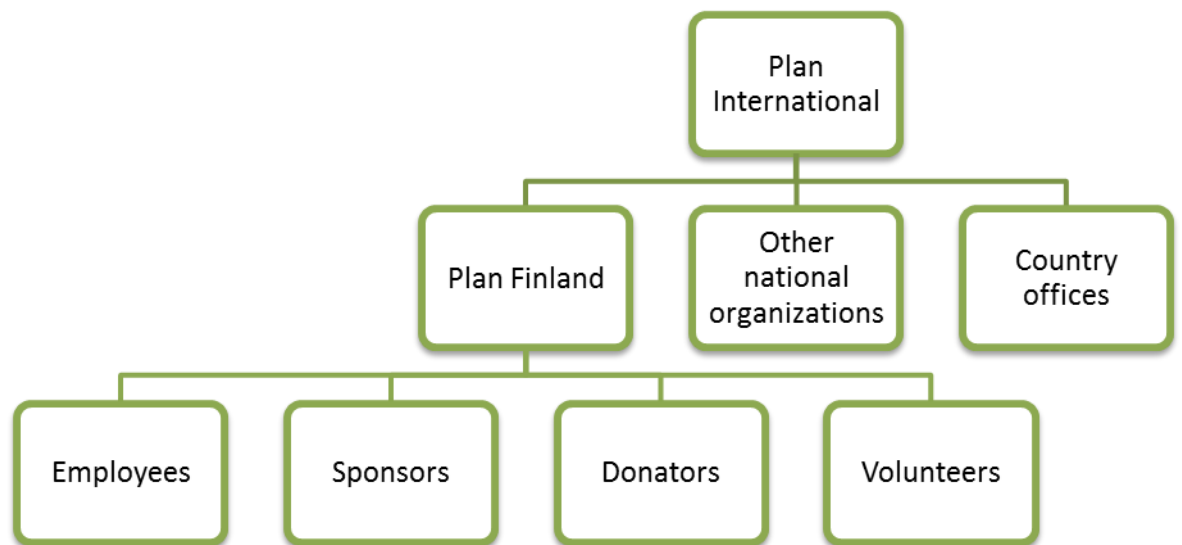 Plan
International
Plan Finland
Other
national
organizations
Country
offices
Employees
Sponsors
Donators
Volunteers